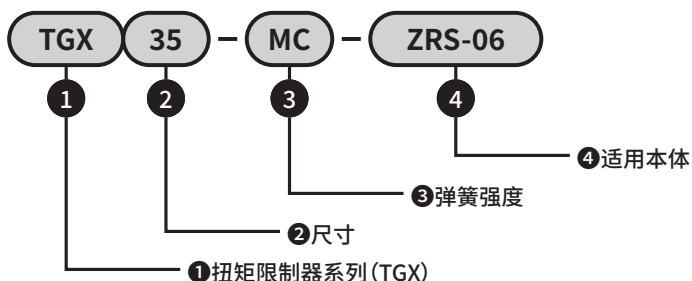 TGX 35 – MC – ZRS-06
1 2 3 4
❹适用本体
❸弹簧强度
❷尺寸
❶扭矩限制器系列(TGX)